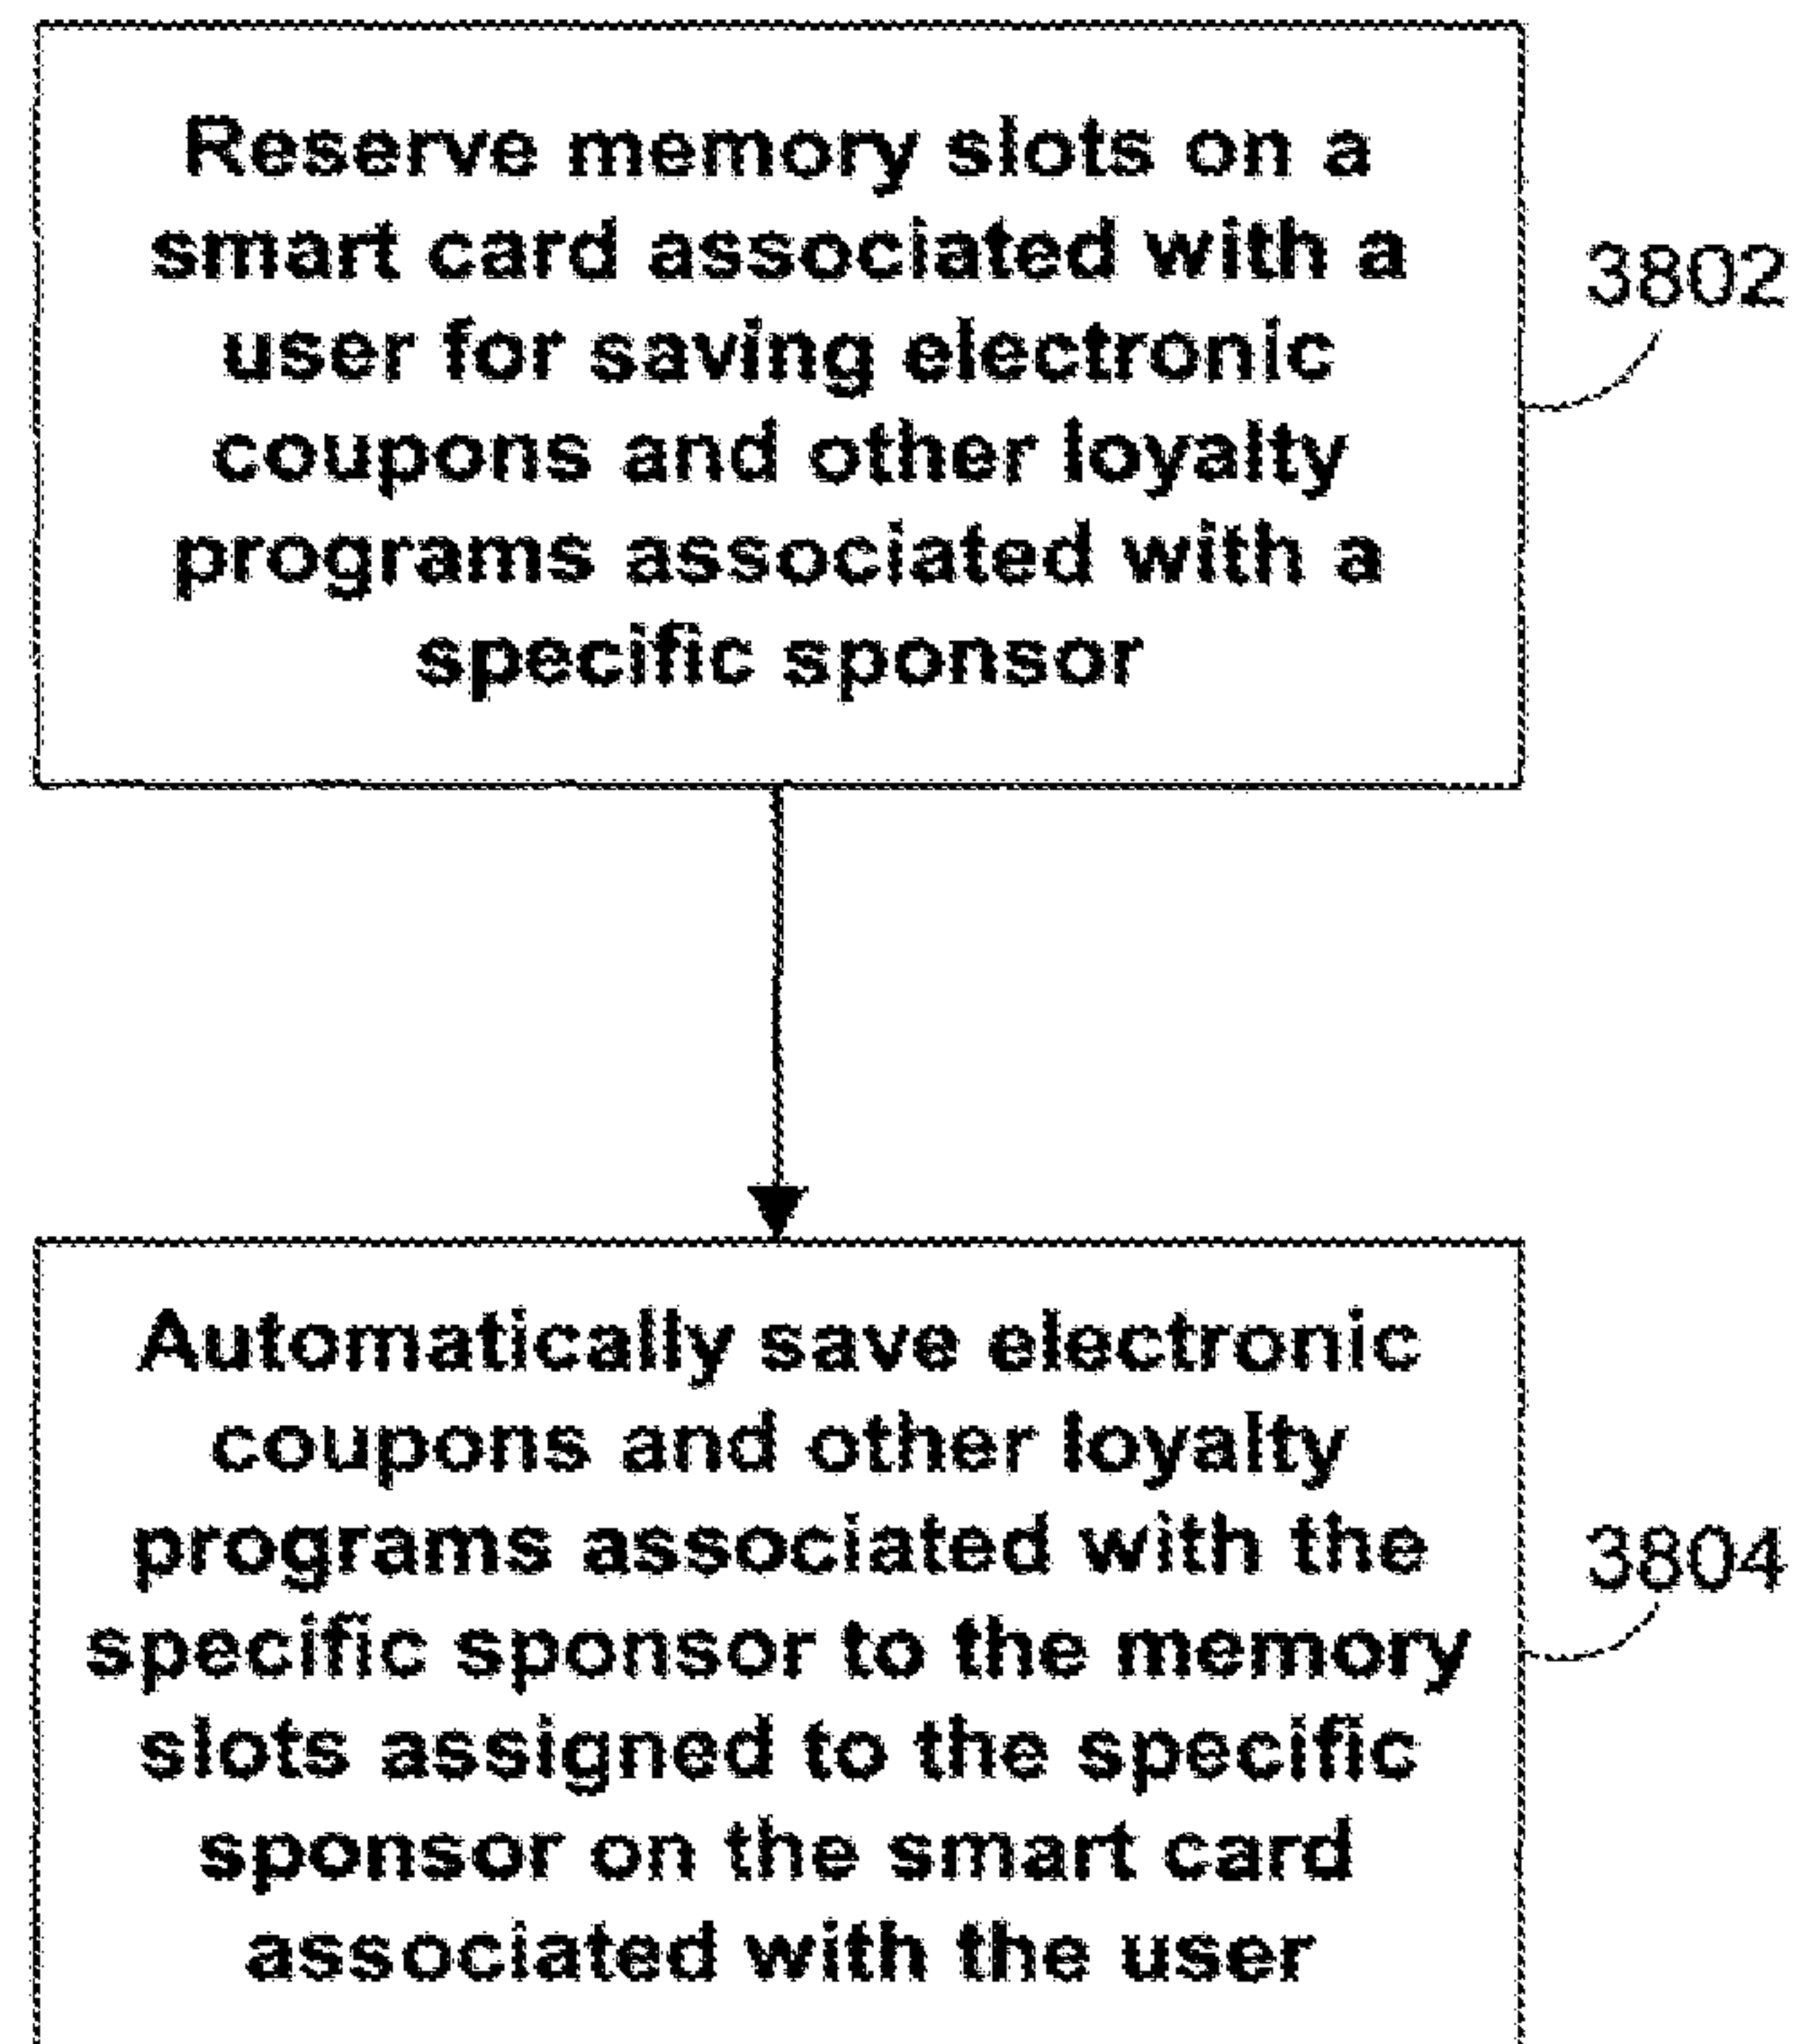 Reserve memory slots on a
smart card associated with a
user for saving electronic
coupons and other loyalty
programs associated with a
specific sponsor
3802
Automatically save electronic
coupons and other loyalty
programs associated with the
specific sponsor to the memory
slots assigned to the specific
sponsor on the smart card
associated with the user
3804